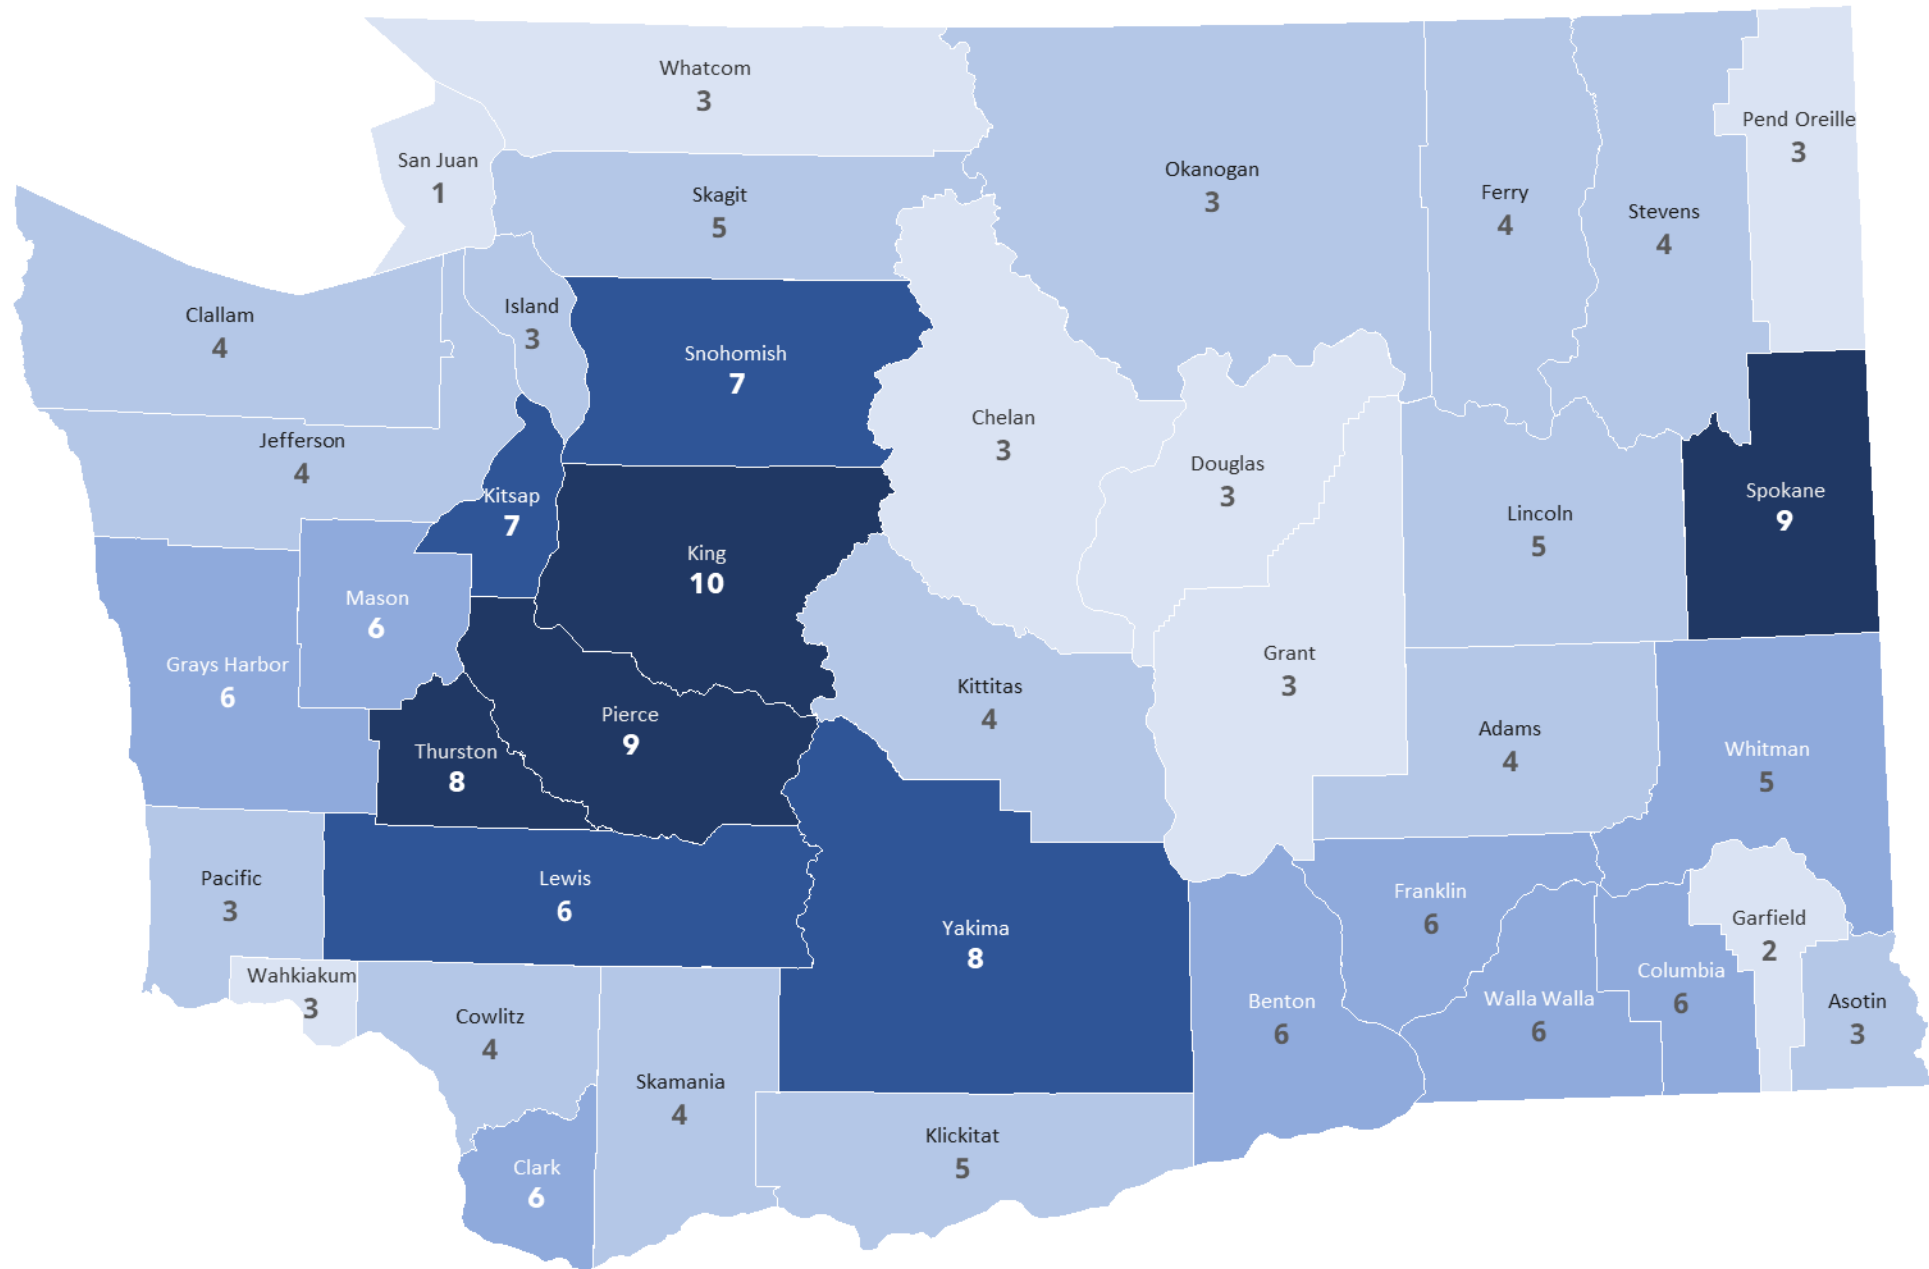 Whatcom
3
Pend Oreille
3
San Juan
1
Okanogan
3
Skagit
5
Ferry
4
Stevens
4
Clallam
4
Island
3
Snohomish
7
Chelan
3
Jefferson
4
Douglas
3
Kitsap
7
Spokane
9
Lincoln
5
King
10
Mason
6
Grant
3
Grays Harbor
6
Kittitas
4
Pierce
9
Adams
4
Thurston
8
Whitman
5
Pacific
3
Lewis
6
Franklin
6
Garfield
2
Yakima
8
Wahkiakum
3
Columbia
6
Walla Walla
6
Benton
6
Asotin
3
Cowlitz
4
Skamania
4
Klickitat
5
Clark
6